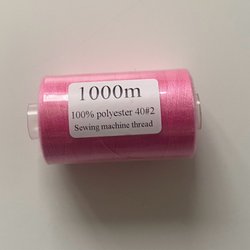 1000m
100% polyester 40#2
Sewing machine thread